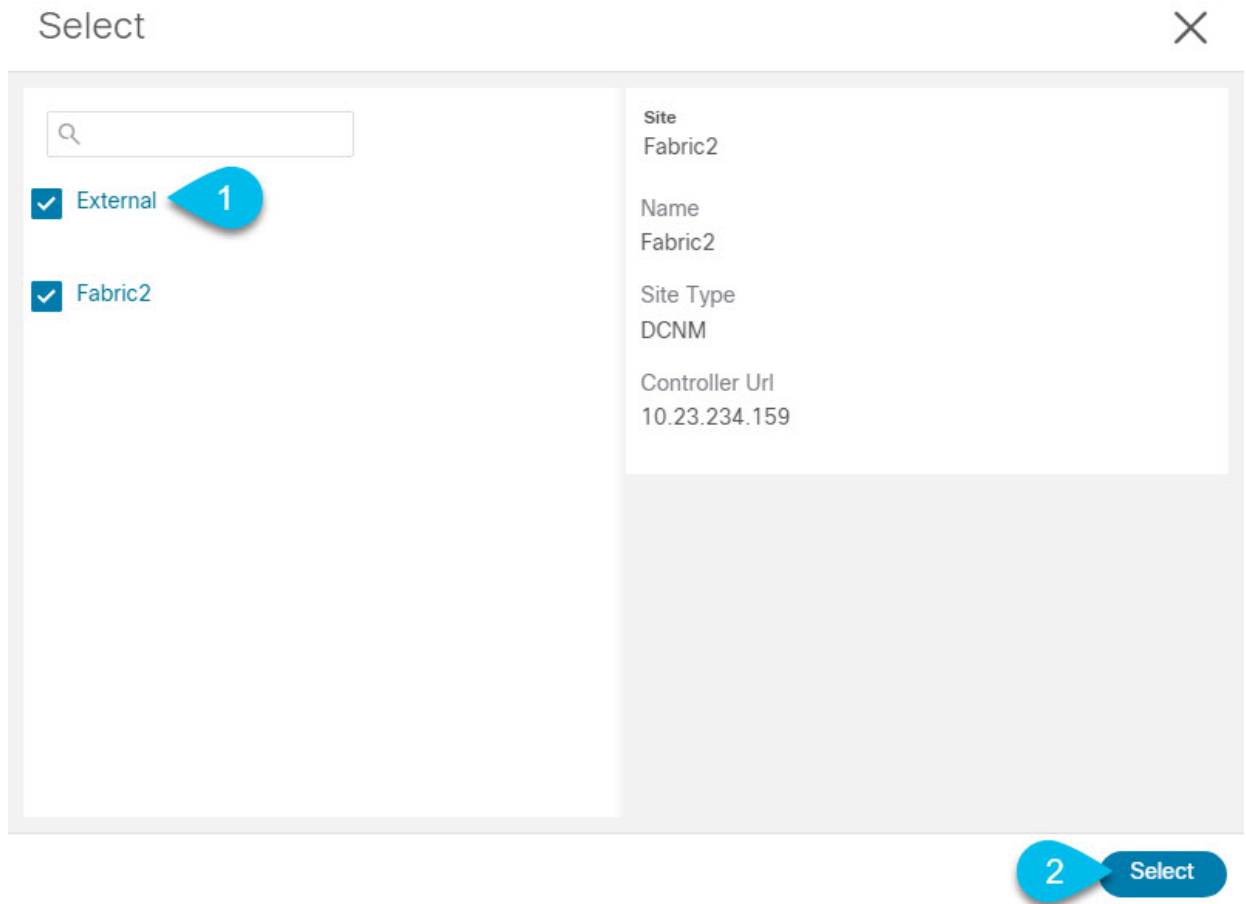 Select
External
1
Fabric2
Site
Fabric2
Name
Fabric2
Site Type
DCNM
Controller Url
10.23.234.159
2
Select